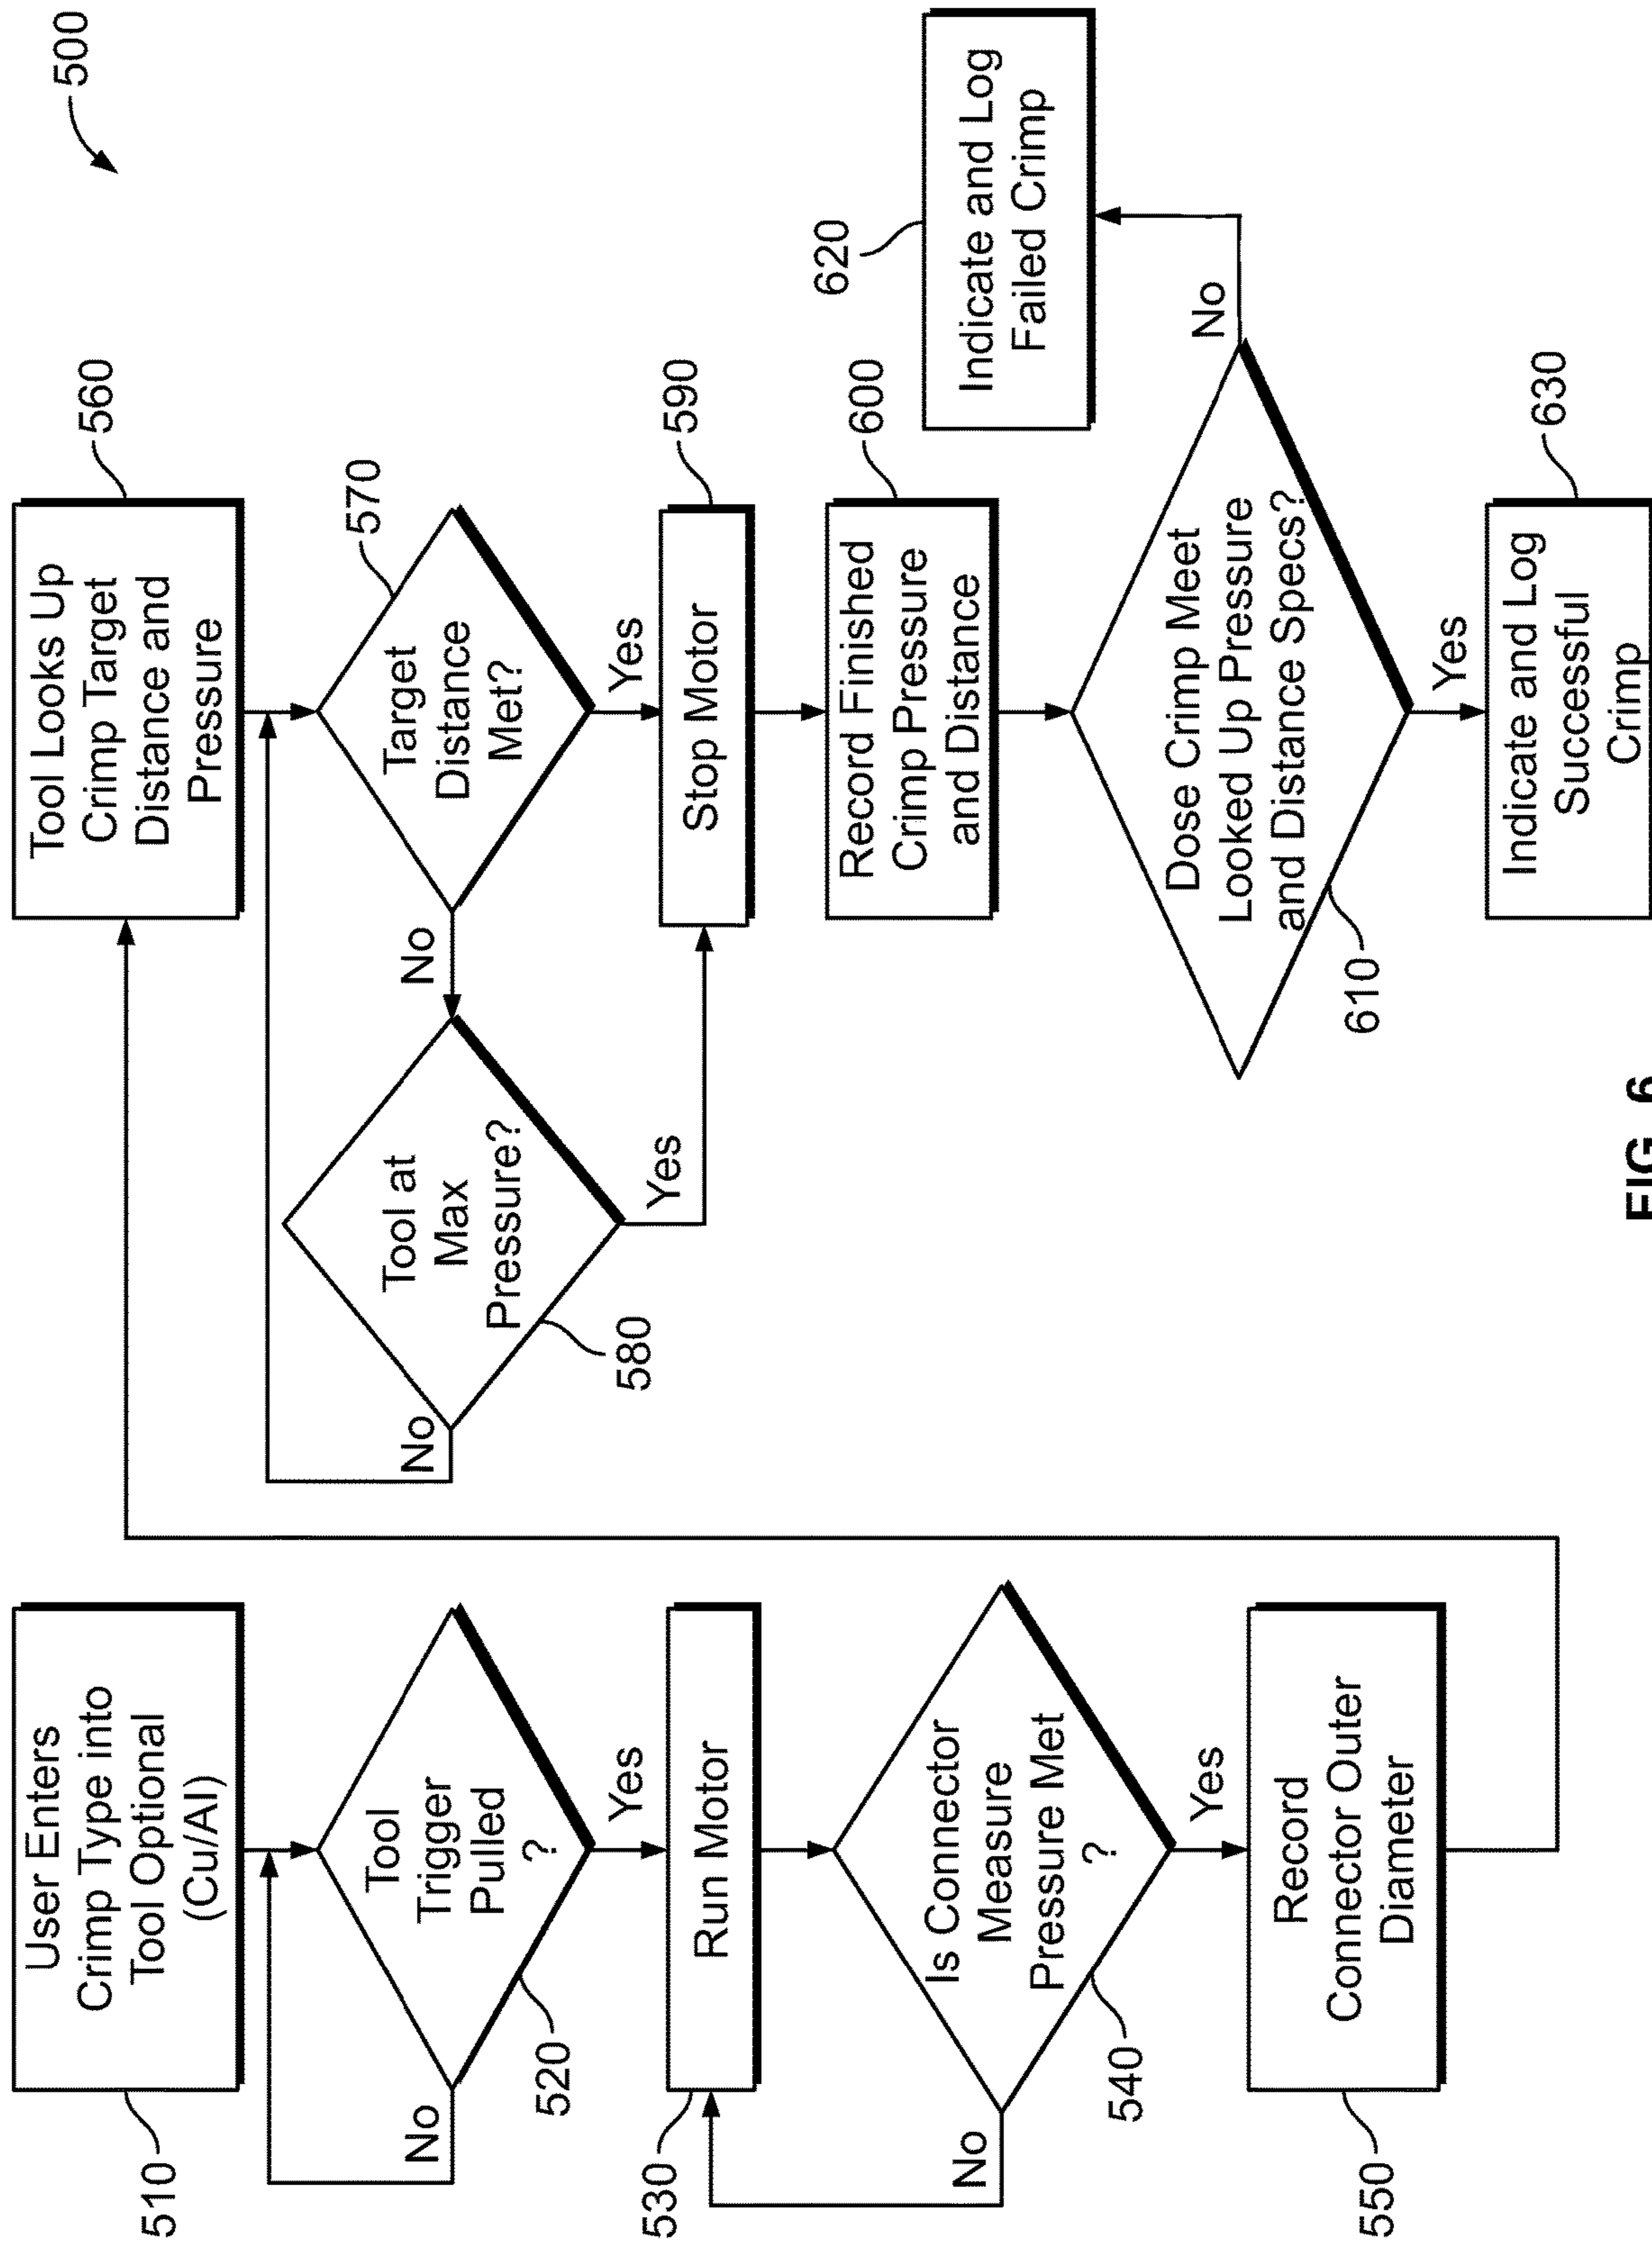 500
User Enters
Crimp Type into
Tool Optional
(Cu/Al)
510
Tool
Trigger
Pulled
?
520
No
Yes
Run Motor
530
Is Connector
Measure
Pressure Met
?
540
No
Yes
Record
Connector Outer
Diameter
550
Tool Looks Up
Crimp Target
Distance and
Pressure
560
Target
Distance
Met?
570
No
Yes
Tool at
Max
Pressure?
580
No
Yes
Stop Motor
590
Record Finished
Crimp Pressure
and Distance
600
Dose Crimp Meet
Looked Up Pressure
and Distance Specs?
610
No
Yes
Indicate and Log
Failed Crimp
620
Indicate and Log
Successful
Crimp
630
FIG. 6